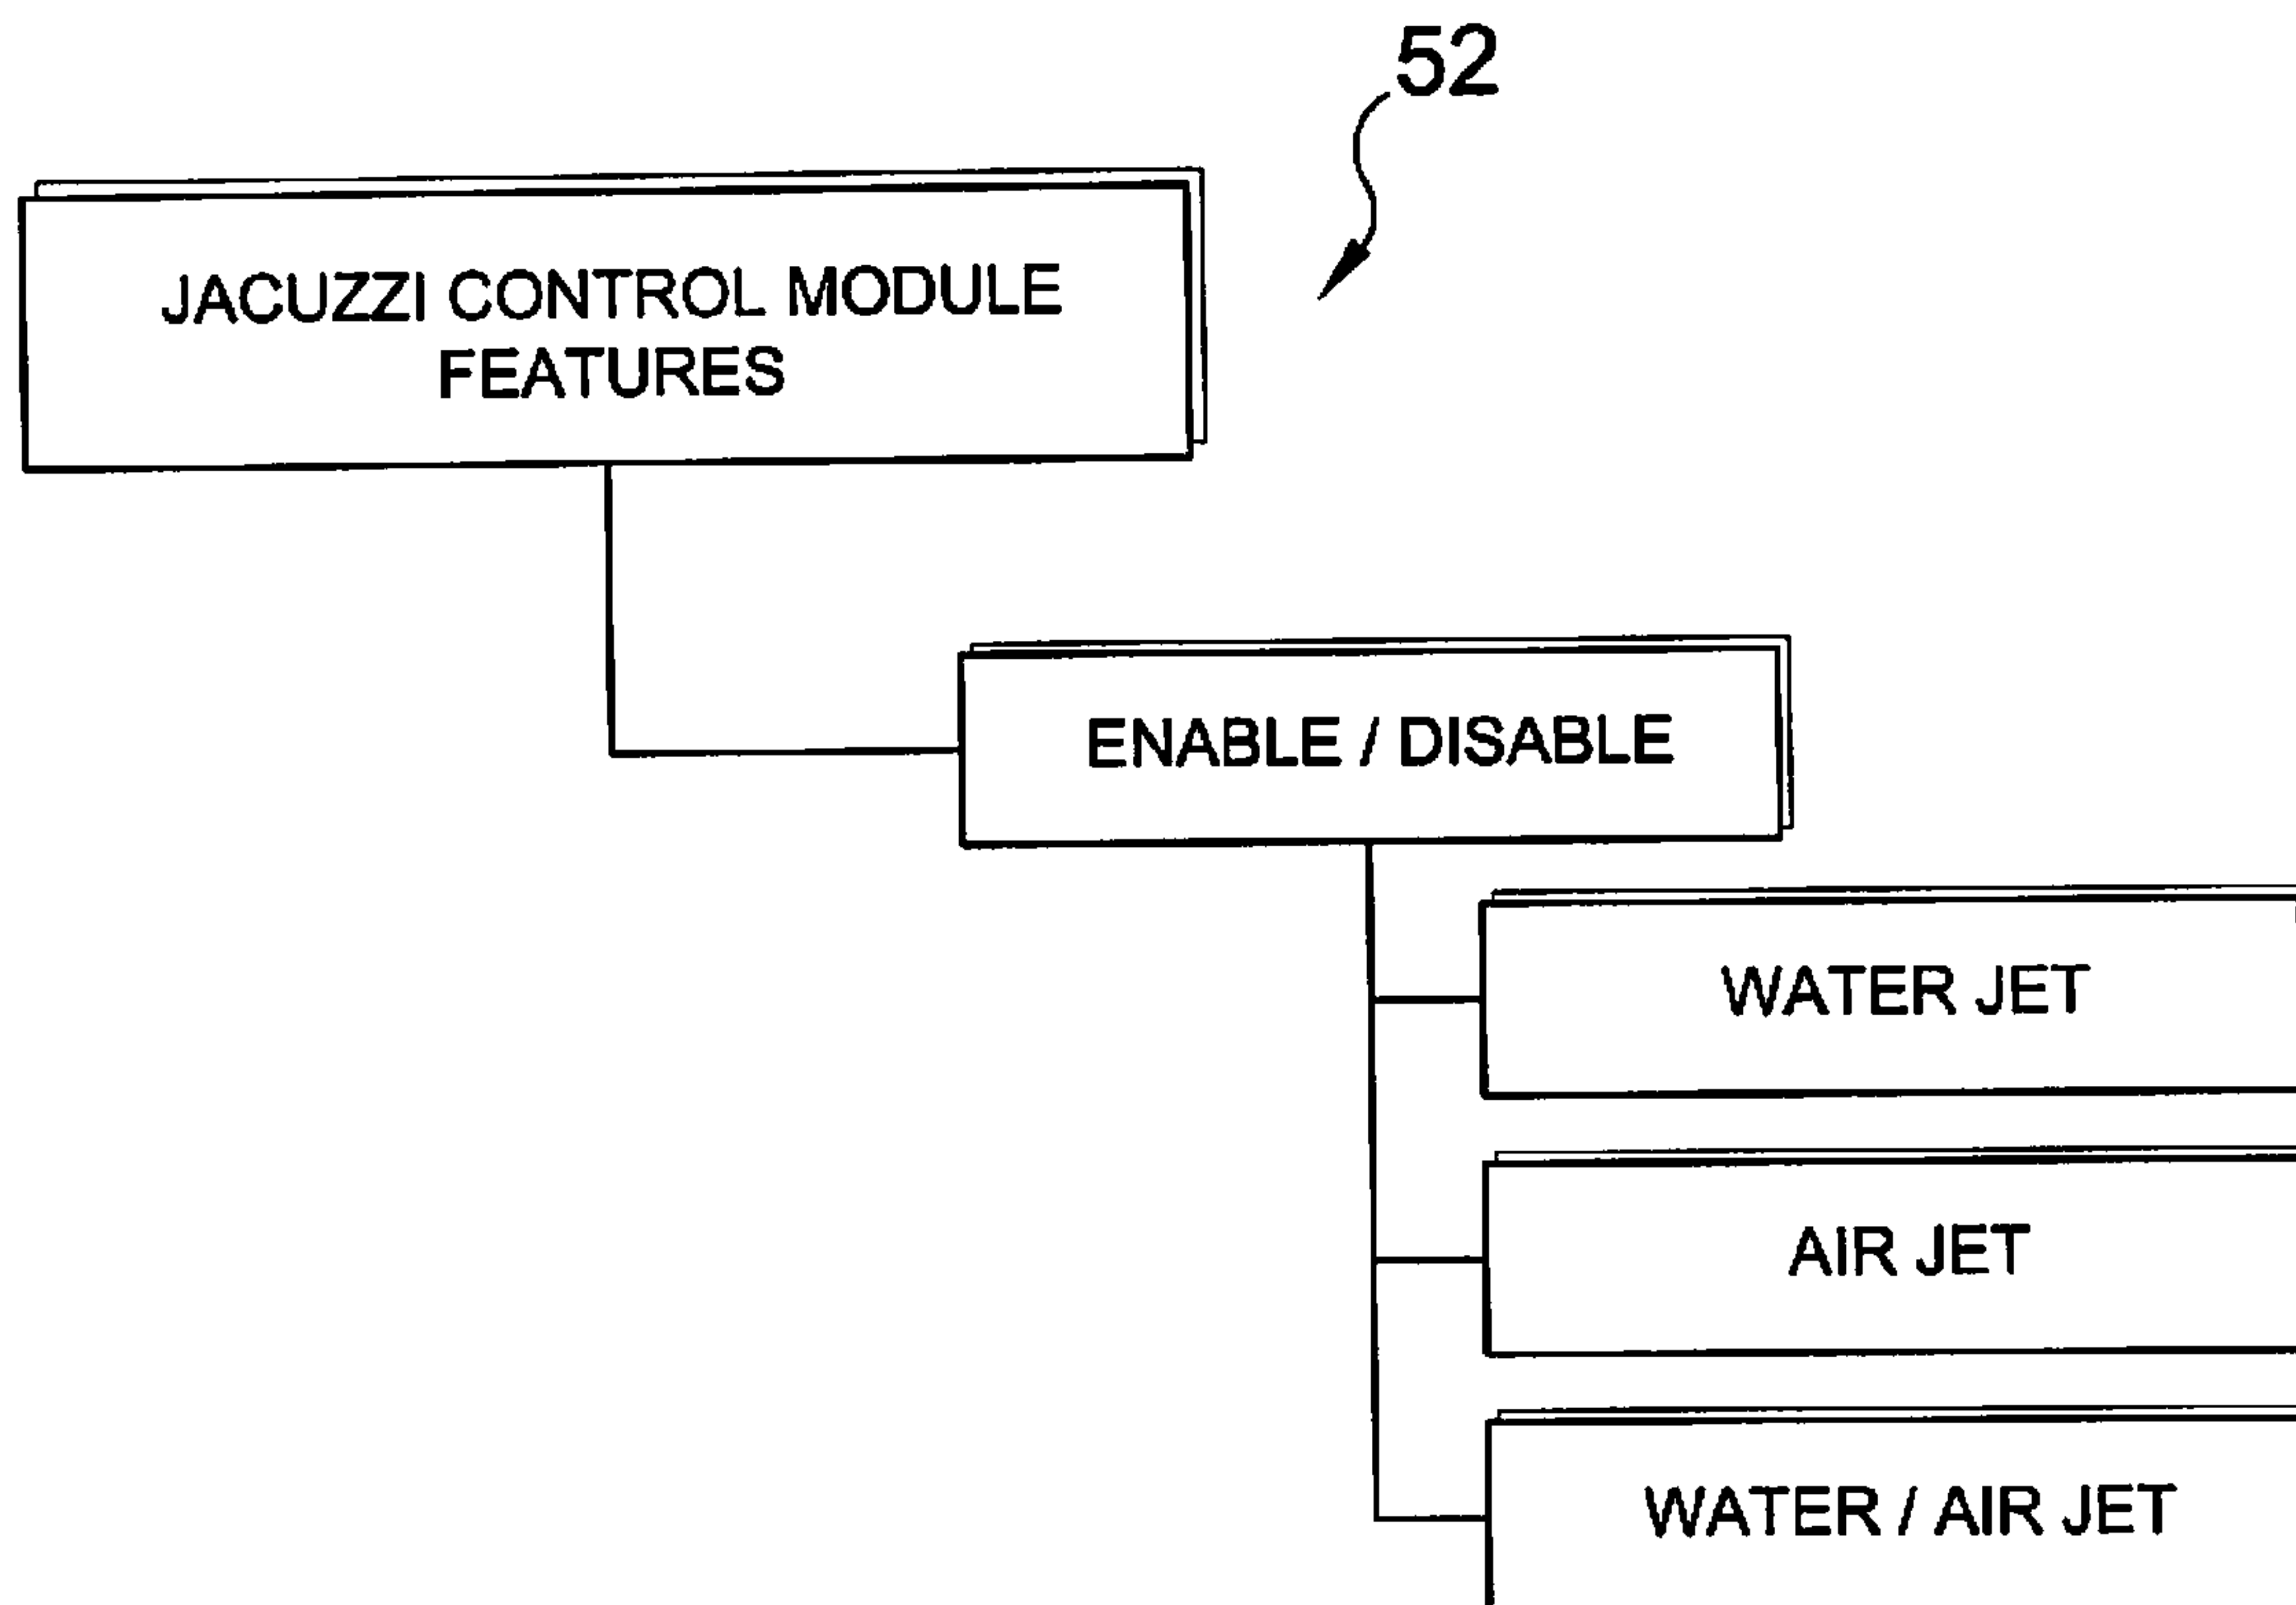 52
JACUZZI CONTROL MODULE
FEATURES
ENABLE / DISABLE
WATER JET
AIR JET
WATER / AIR JET